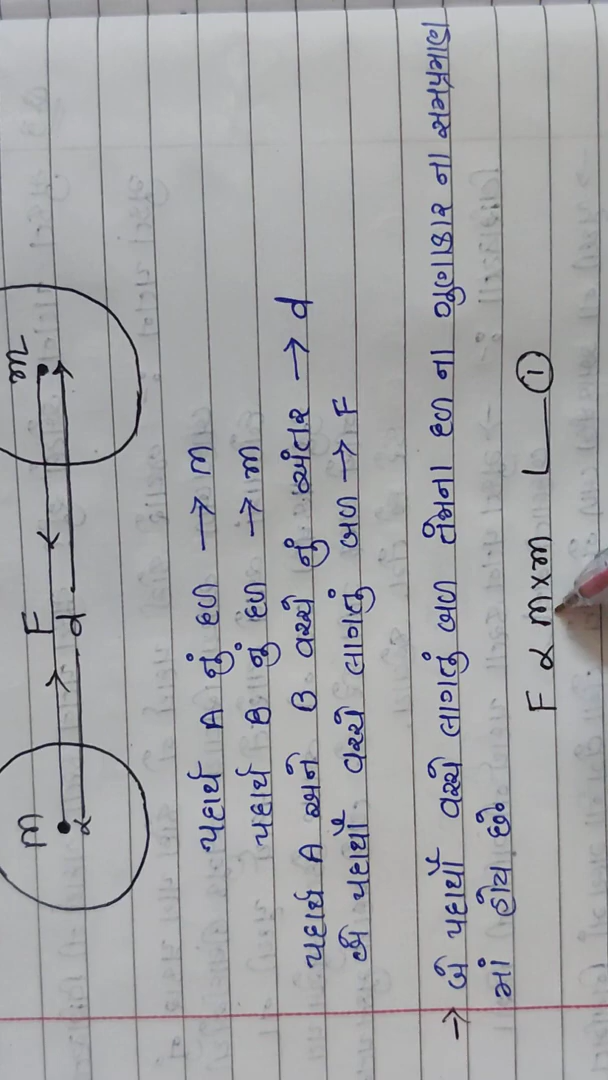 m F m
d
પદાર્થ A નું દળ → m
પદાર્થ B નું દળ → m
પદાર્થ A અને B વચ્ચે નું અંતર → d
બે પદાર્થો વચ્ચે લાગતું બળ → F
→ બે પદાર્થો વચ્ચે લાગતું બળ તેમના દળ ના ગુણાકાર ના સમપ્રમાણ
માં હોય છે.
F ∝ m×m ①